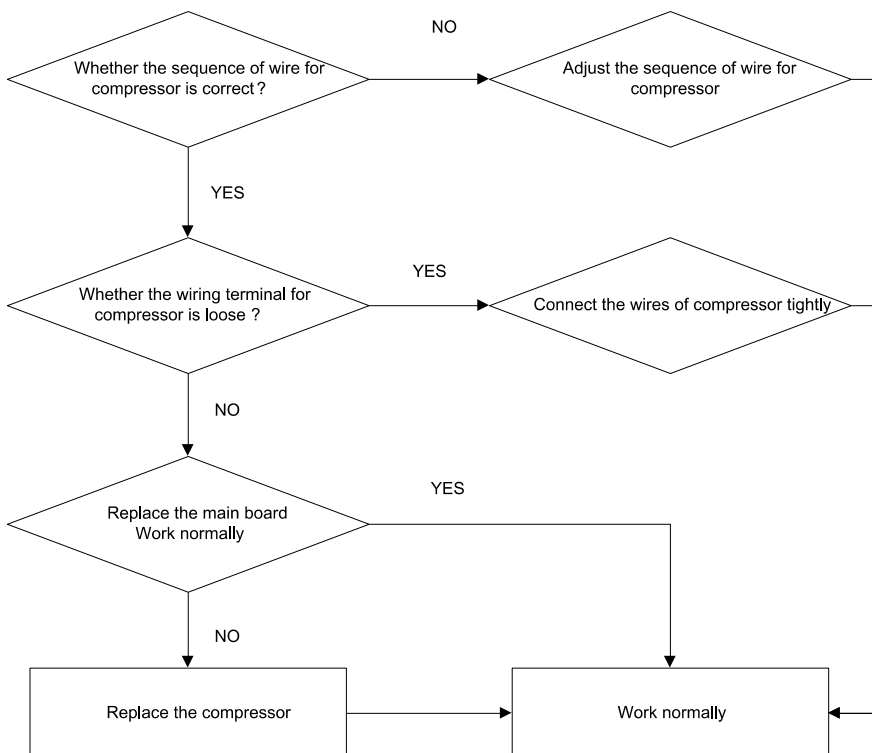 NO
Whether the sequence of wire for
compressor is correct ?
Adjust the sequence of wire for
compressor
YES
YES
Whether the wiring terminal for
compressor is loose ?
Connect the wires of compressor tightly
NO
YES
Replace the main board
Work normally
NO
Replace the compressor
Work normally